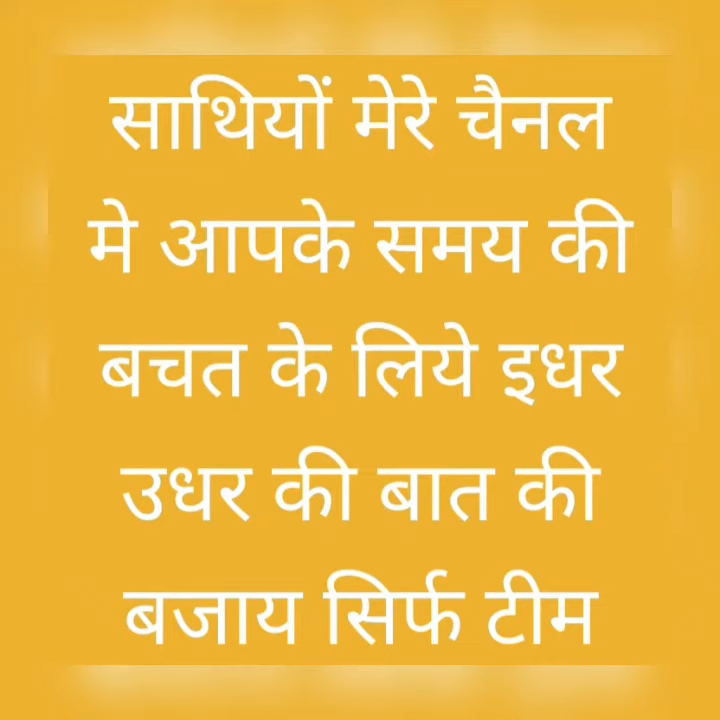 साथियों मेरे चैनल
मे आपके समय की
बचत के लिये इधर
उधर की बात की
बजाय सिर्फ टीम